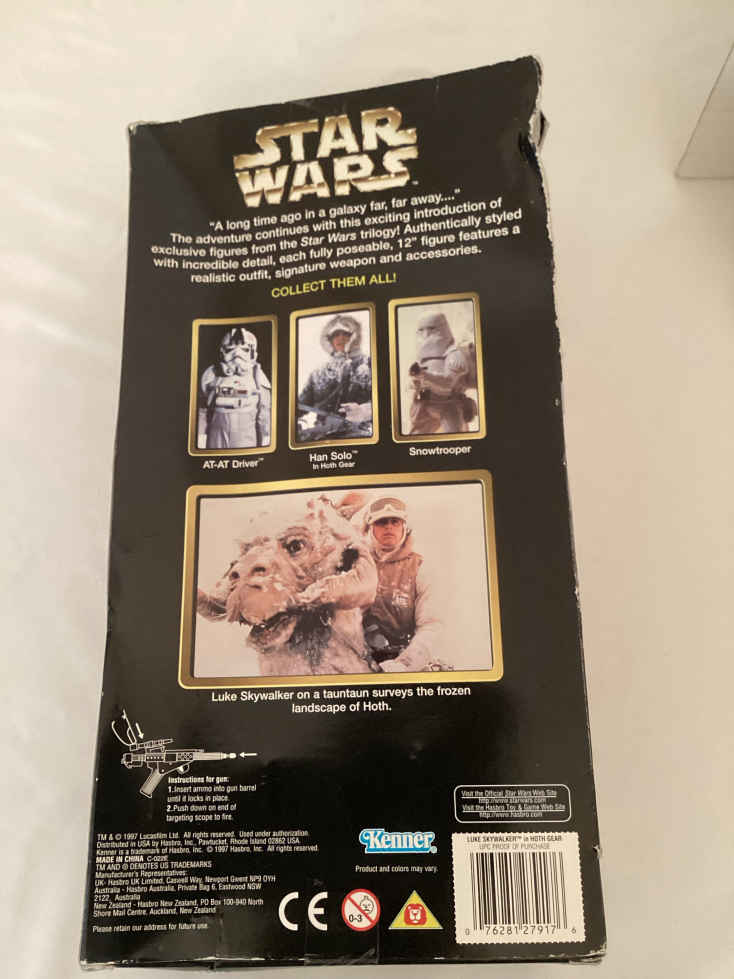 STAR
WARS™
"A long time ago in a galaxy far, far away...."
The adventure continues with this exciting introduction of
exclusive figures from the Star Wars trilogy! Authentically styled
with incredible detail, each fully poseable, 12" figure features a
realistic outfit, signature weapon and accessories.
COLLECT THEM ALL!
AT-AT Driver™
Han Solo™
In Hoth Gear
Snowtrooper
Luke Skywalker on a tauntaun surveys the frozen
landscape of Hoth.
Instructions for gun:
1.Insert ammo into gun barrel
until it locks in place.
2.Push down on end of
targeting scope to fire.
Visit the Official Star Wars Web Site
http://www.starwars.com
Visit the Hasbro Toy & Game Web Site
http://www.hasbro.com
TM & © 1997 Lucasfilm Ltd. All rights reserved. Used under authorization.
Distributed in USA by Hasbro, Inc., Pawtucket, Rhode Island 02862 USA.
Kenner is a trademark of Hasbro, Inc. © 1997 Hasbro, Inc. All rights reserved.
MADE IN CHINA C-022E
TM AND ® DENOTES US TRADEMARKS
Manufacturer's Representatives:
UK- Hasbro UK Limited, Caswell Way, Newport Gwent NP9 0YH
Australia - Hasbro Australia, Private Bag 6, Eastwood NSW
2122, Australia
New Zealand - Hasbro New Zealand, PO Box 100-940 North
Shore Mail Centre, Auckland, New Zealand
Please retain our address for future use.
Kenner®
Product and colors may vary.
CE
0-3
LUKE SKYWALKER™ in HOTH GEAR
UPC PROOF OF PURCHASE
0 76281 27917 6